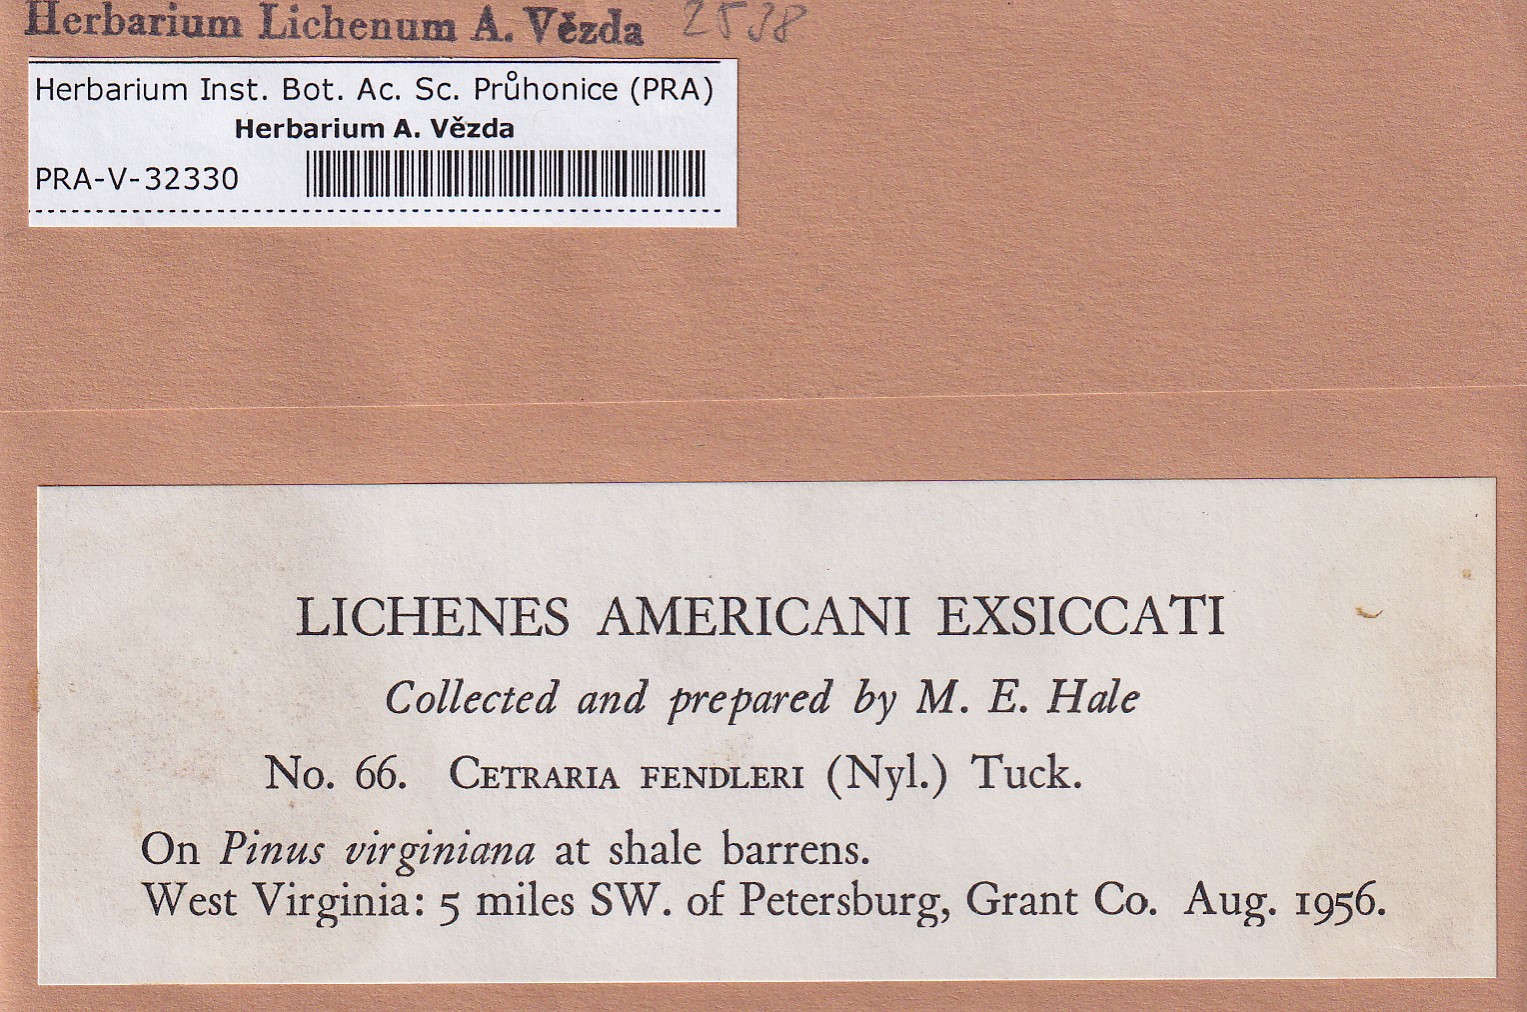 Herbarium Lichenum A. Vězda 2538
Herbarium Inst. Bot. Ac. Sc. Průhonice (PRA)
Herbarium A. Vězda
PRA-V-32330
LICHENES AMERICANI EXSICCATI
Collected and prepared by M. E. Hale
No. 66. CETRARIA FENDLERI (Nyl.) Tuck.
On Pinus virginiana at shale barrens.
West Virginia: 5 miles SW. of Petersburg, Grant Co. Aug. 1956.